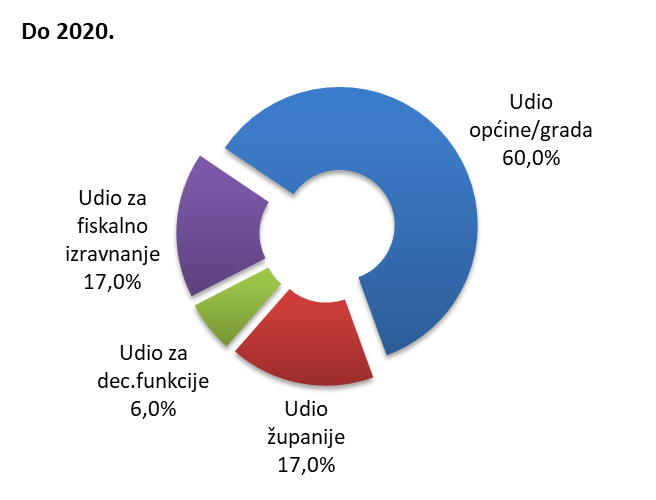 Do 2020.
Udio
općine/grada
60,0%
Udio za
fiskalno
izravnanje
17,0%
Udio za
dec.funkcije
6,0%
Udio
županije
17,0%